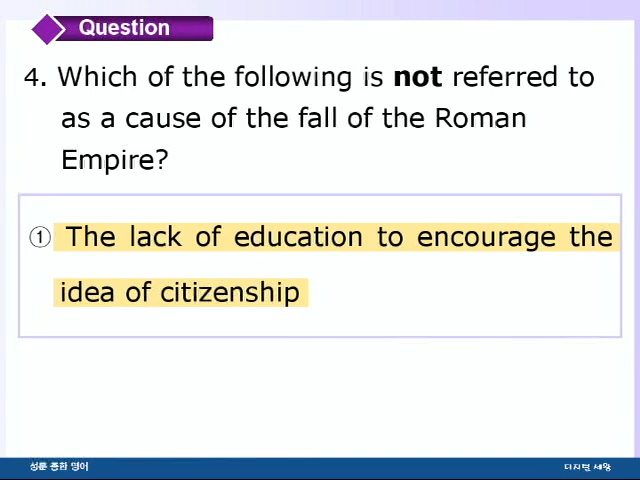 Question
4. Which of the following is not referred to
as a cause of the fall of the Roman
Empire?
① The lack of education to encourage the
idea of citizenship
성문 종합 영어
디지털 세왕